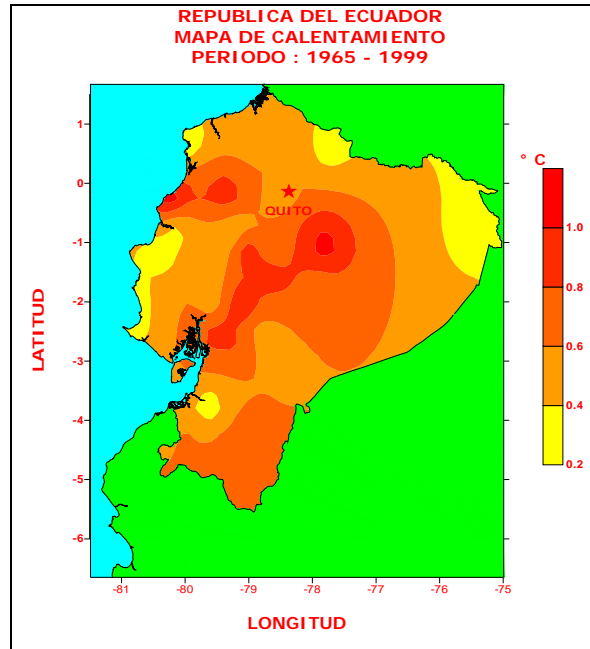 REPUBLICA DEL ECUADOR
MAPA DE CALENTAMIENTO
PERIODO : 1965 - 1999
° C
1
0
-1
-2
-3
-4
-5
-6
LATITUD
QUITO
1.0
0.8
0.6
0.4
0.2
-81
-80
-79
-78
-77
-76
-75
LONGITUD